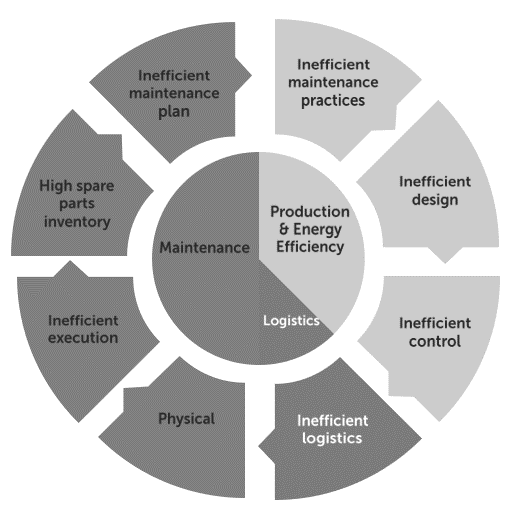 Inefficient
maintenance
plan
Inefficient
maintenance
practices
Inefficient
design
Inefficient
control
Inefficient
logistics
Physical
Inefficient
execution
High spare
parts
inventory
Maintenance
Production
& Energy
Efficiency
Logistics